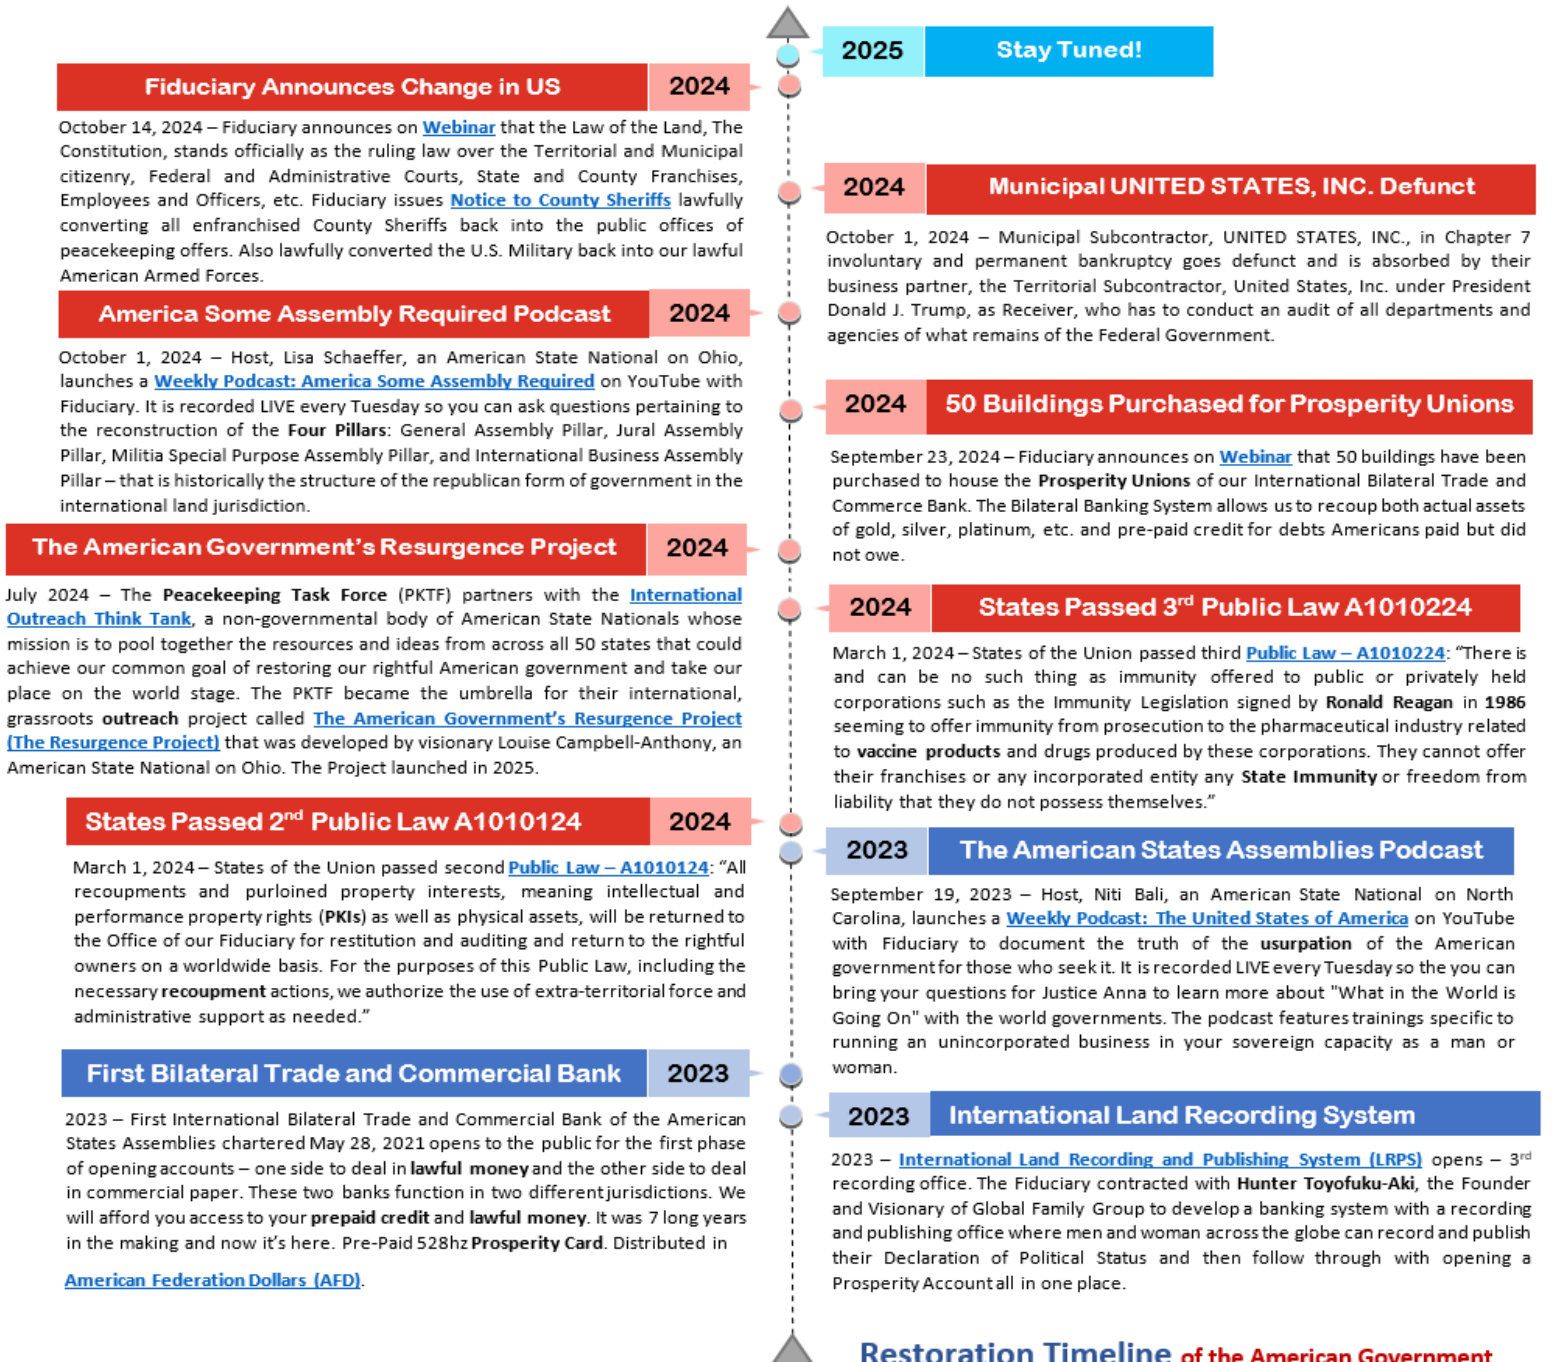 2025
Stay Tuned!
Fiduciary Announces Change in US
2024
October 14, 2024 – Fiduciary announces on Webinar that the Law of the Land, The
Constitution, stands officially as the ruling law over the Territorial and Municipal
citizenry, Federal and Administrative Courts, State and County Franchises,
Employees and Officers, etc. Fiduciary issues Notice to County Sheriffs lawfully
converting all enfranchised County Sheriffs back into the public offices of
peacekeeping offers. Also lawfully converted the U.S. Military back into our lawful
American Armed Forces.
2024
Municipal UNITED STATES, INC. Defunct
October 1, 2024 – Municipal Subcontractor, UNITED STATES, INC., in Chapter 7
involuntary and permanent bankruptcy goes defunct and is absorbed by their
business partner, the Territorial Subcontractor, United States, Inc. under President
Donald J. Trump, as Receiver, who has to conduct an audit of all departments and
agencies of what remains of the Federal Government.
America Some Assembly Required Podcast
2024
October 1, 2024 – Host, Lisa Schaeffer, an American State National on Ohio,
launches a Weekly Podcast: America Some Assembly Required on YouTube with
Fiduciary. It is recorded LIVE every Tuesday so you can ask questions pertaining to
the reconstruction of the Four Pillars: General Assembly Pillar, Jural Assembly
Pillar, Militia Special Purpose Assembly Pillar, and International Business Assembly
Pillar – that is historically the structure of the republican form of government in the
international land jurisdiction.
2024
50 Buildings Purchased for Prosperity Unions
September 23, 2024 – Fiduciary announces on Webinar that 50 buildings have been
purchased to house the Prosperity Unions of our International Bilateral Trade and
Commerce Bank. The Bilateral Banking System allows us to recoup both actual assets
of gold, silver, platinum, etc. and pre-paid credit for debts Americans paid but did
not owe.
The American Government's Resurgence Project
2024
July 2024 – The Peacekeeping Task Force (PKTF) partners with the International
Outreach Think Tank, a non-governmental body of American State Nationals whose
mission is to pool together the resources and ideas from across all 50 states that could
achieve our common goal of restoring our rightful American government and take our
place on the world stage. The PKTF became the umbrella for their international,
grassroots outreach project called The American Government's Resurgence Project
(The Resurgence Project) that was developed by visionary Louise Campbell-Anthony, an
American State National on Ohio. The Project launched in 2025.
2024
States Passed 3rd Public Law A1010224
March 1, 2024 – States of the Union passed third Public Law – A1010224: “There is
and can be no such thing as immunity offered to public or privately held
corporations such as the Immunity Legislation signed by Ronald Reagan in 1986
seeming to offer immunity from prosecution to the pharmaceutical industry related
to vaccine products and drugs produced by these corporations. They cannot offer
their franchises or any incorporated entity any State Immunity or freedom from
liability that they do not possess themselves.”
States Passed 2nd Public Law A1010124
2024
March 1, 2024 – States of the Union passed second Public Law – A1010124: “All
recoupments and purloined property interests, meaning intellectual and
performance property rights (PKIs) as well as physical assets, will be returned to
the Office of our Fiduciary for restitution and auditing and return to the rightful
owners on a worldwide basis. For the purposes of this Public Law, including the
necessary recoupment actions, we authorize the use of extra-territorial force and
administrative support as needed.”
2023
The American States Assemblies Podcast
September 19, 2023 – Host, Niti Bali, an American State National on North
Carolina, launches a Weekly Podcast: The United States of America on YouTube
with Fiduciary to document the truth of the usurpation of the American
government for those who seek it. It is recorded LIVE every Tuesday so the you can
bring your questions for Justice Anna to learn more about "What in the World is
Going On" with the world governments. The podcast features trainings specific to
running an unincorporated business in your sovereign capacity as a man or
woman.
First Bilateral Trade and Commercial Bank
2023
2023 – First International Bilateral Trade and Commercial Bank of the American
States Assemblies chartered May 28, 2021 opens to the public for the first phase
of opening accounts – one side to deal in lawful money and the other side to deal
in commercial paper. These two banks function in two different jurisdictions. We
will afford you access to your prepaid credit and lawful money. It was 7 long years
in the making and now it's here. Pre-Paid 528hz Prosperity Card. Distributed in
American Federation Dollars (AFD).
2023
International Land Recording System
2023 – International Land Recording and Publishing System (LRPS) opens – 3rd
recording office. The Fiduciary contracted with Hunter Toyofuku-Aki, the Founder
and Visionary of Global Family Group to develop a banking system with a recording
and publishing office where men and woman across the globe can record and publish
their Declaration of Political Status and then follow through with opening a
Prosperity Account all in one place.
Restoration Timeline of the American Government